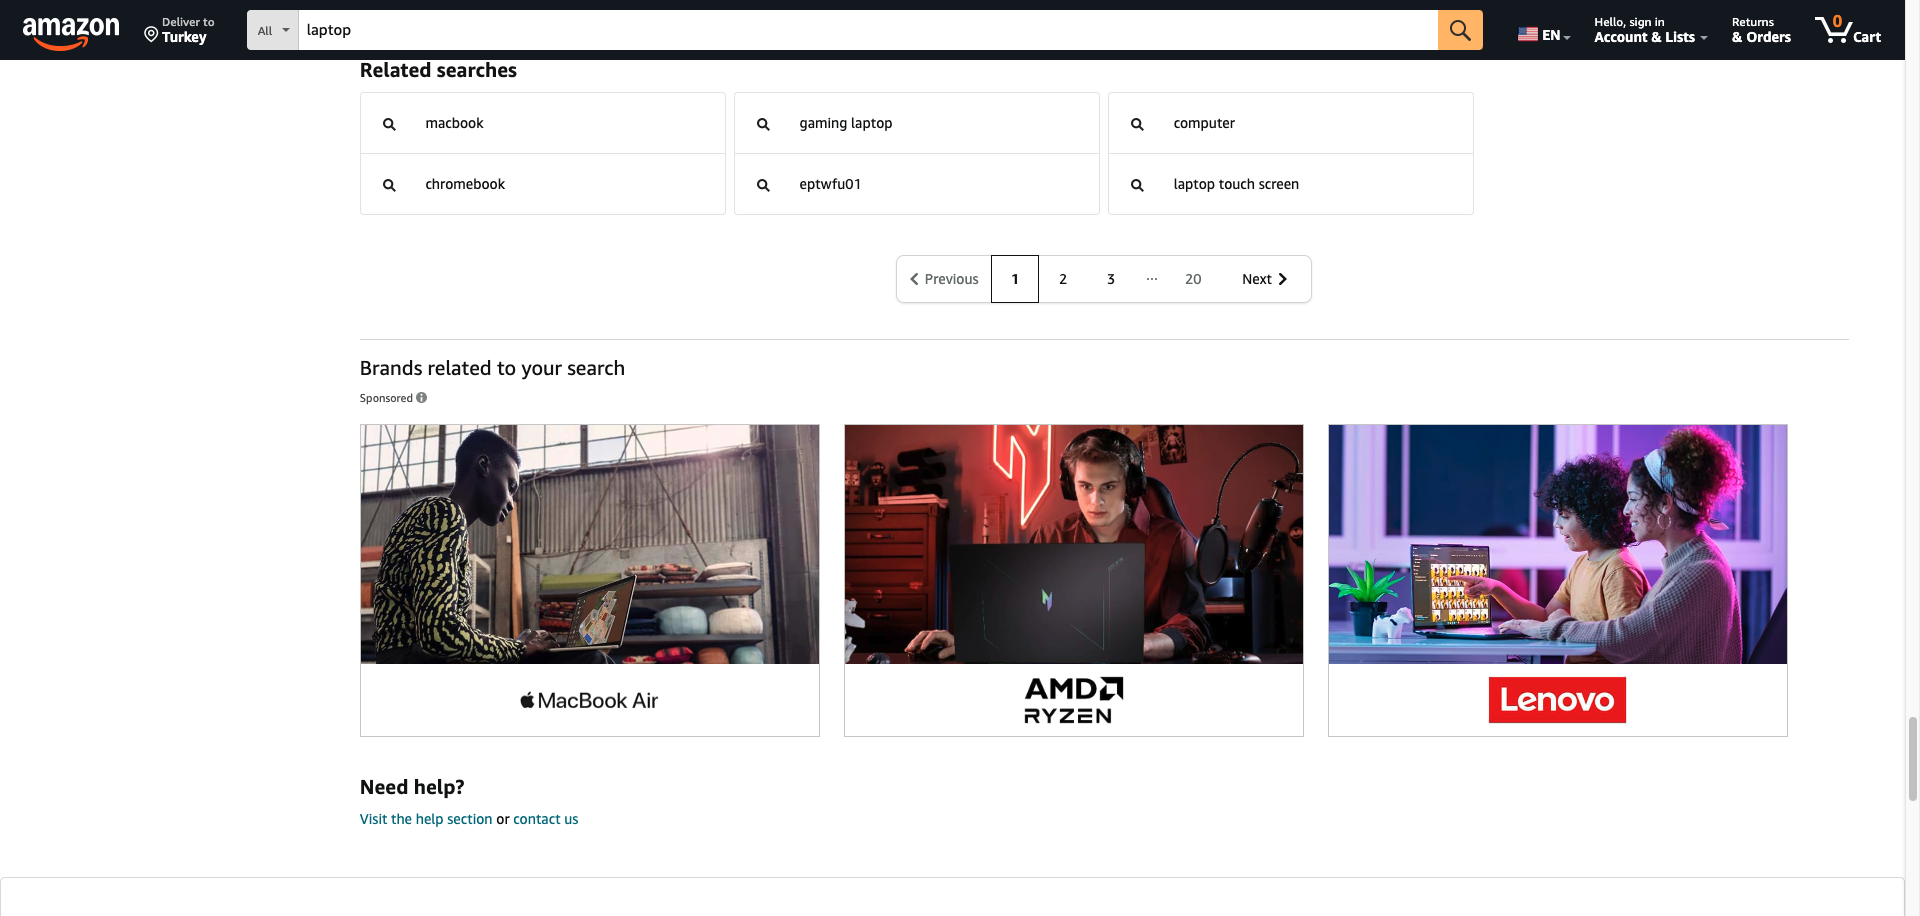 amazon
Deliver to
Turkey
All
laptop
EN
Hello, sign in
Account & Lists
Returns
& Orders
0
Cart
Related searches
macbook
gaming laptop
computer
chromebook
eptwfu01
laptop touch screen
Previous
1
2
3
···
20
Next
Brands related to your search
Sponsored
MacBook Air
AMD
RYZEN
Lenovo
Need help?
Visit the help section or contact us